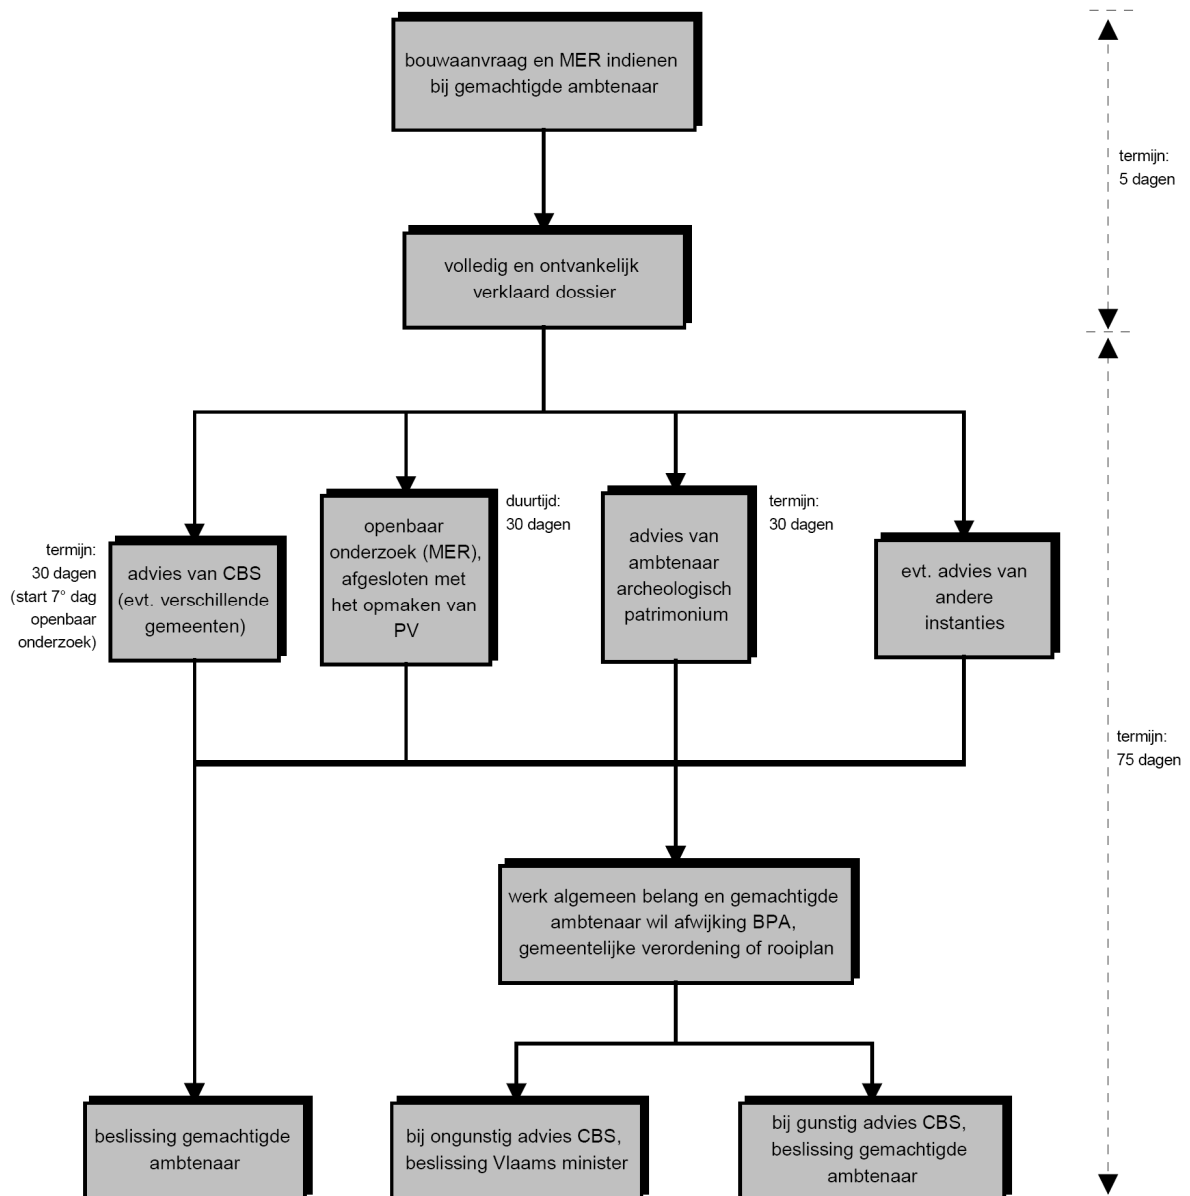 bouwaanvraag en MER indienen
bij gemachtigde ambtenaar
termijn:
5 dagen
volledig en ontvankelijk
verklaard dossier
termijn:
30 dagen
(start 7° dag
openbaar
onderzoek)
advies van CBS
(evt. verschillende
gemeenten)
openbaar
onderzoek (MER),
afgesloten met
het opmaken van
PV
duurtijd:
30 dagen
advies van
ambtenaar
archeologisch
patrimonium
termijn:
30 dagen
evt. advies van
andere
instanties
termijn:
75 dagen
werk algemeen belang en gemachtigde
ambtenaar wil afwijking BPA,
gemeentelijke verordening of rooiplan
beslissing gemachtigde
ambtenaar
bij ongunstig advies CBS,
beslissing Vlaams minister
bij gunstig advies CBS,
beslissing gemachtigde
ambtenaar